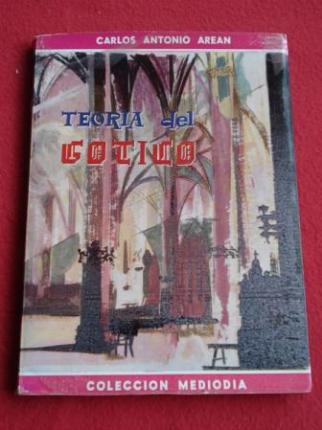 CARLOS ANTONIO AREAN
TEORIA del
GOTICO
COLECCION MEDIODIA